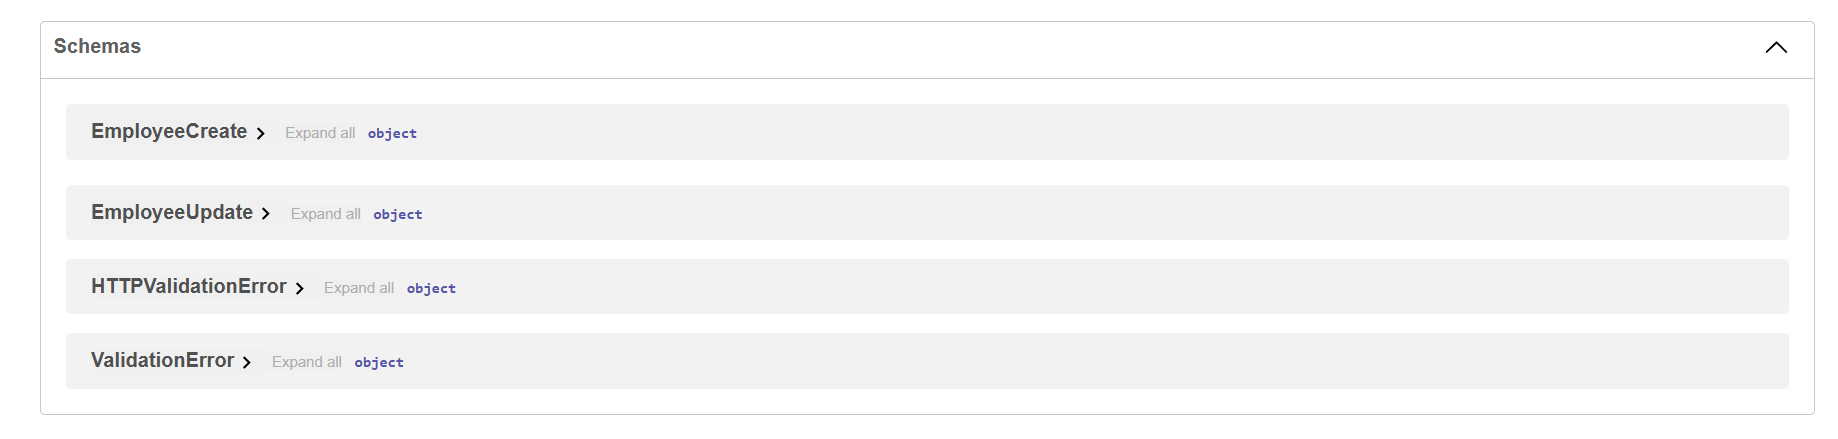 Schemas
EmployeeCreate Expand all object
EmployeeUpdate Expand all object
HTTPValidationError Expand all object
ValidationError Expand all object